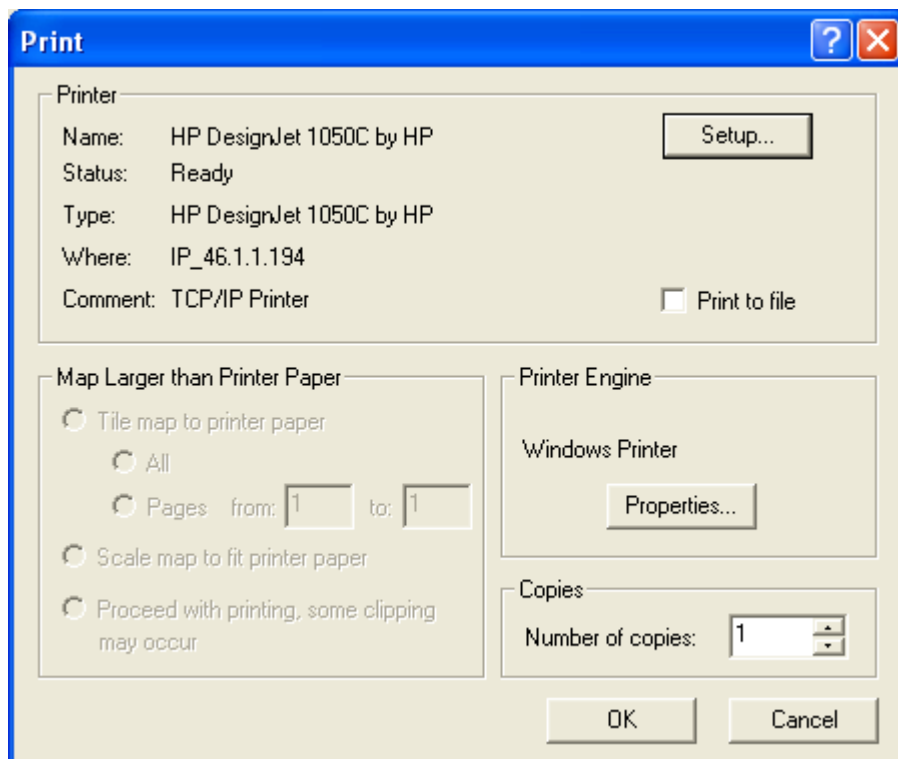 Print
?
Printer
Name: HP DesignJet 1050C by HP
Setup...
Status: Ready
Type: HP DesignJet 1050C by HP
Where: IP_46.1.1.194
Comment: TCP/IP Printer
Print to file
Map Larger than Printer Paper
Tile map to printer paper
All
Pages from: 1 to: 1
Scale map to fit printer paper
Proceed with printing, some clipping
may occur
Printer Engine
Windows Printer
Properties...
Copies
Number of copies: 1
OK
Cancel